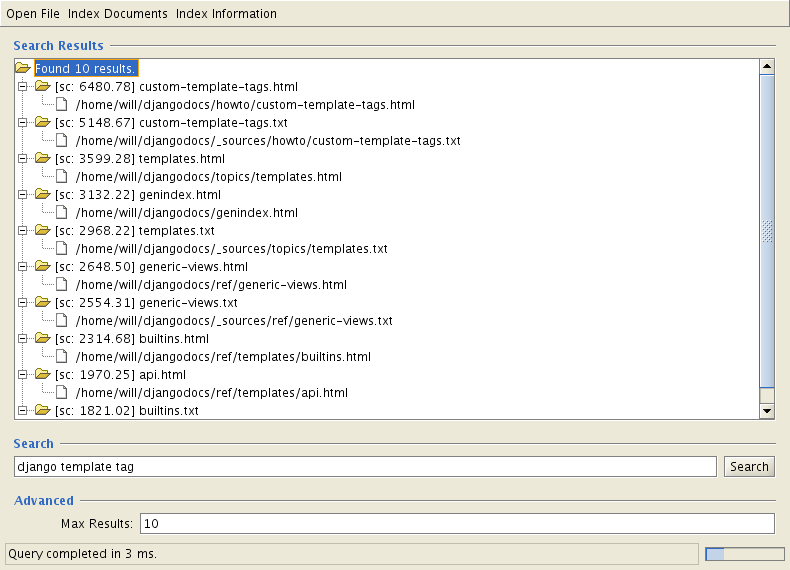 Open File Index Documents Index Information
Search Results
Found 10 results.
[sc: 6480.78] custom-template-tags.html
/home/will/djangodocs/howto/custom-template-tags.html
[sc: 5148.67] custom-template-tags.txt
/home/will/djangodocs/_sources/howto/custom-template-tags.txt
[sc: 3599.28] templates.html
/home/will/djangodocs/topics/templates.html
[sc: 3132.22] genindex.html
/home/will/djangodocs/genindex.html
[sc: 2968.22] templates.txt
/home/will/djangodocs/_sources/topics/templates.txt
[sc: 2648.50] generic-views.html
/home/will/djangodocs/ref/generic-views.html
[sc: 2554.31] generic-views.txt
/home/will/djangodocs/_sources/ref/generic-views.txt
[sc: 2314.68] builtins.html
/home/will/djangodocs/ref/templates/builtins.html
[sc: 1970.25] api.html
/home/will/djangodocs/ref/templates/api.html
[sc: 1821.02] builtins.txt
Search
django template tag Search
Advanced
Max Results: 10
Query completed in 3 ms.